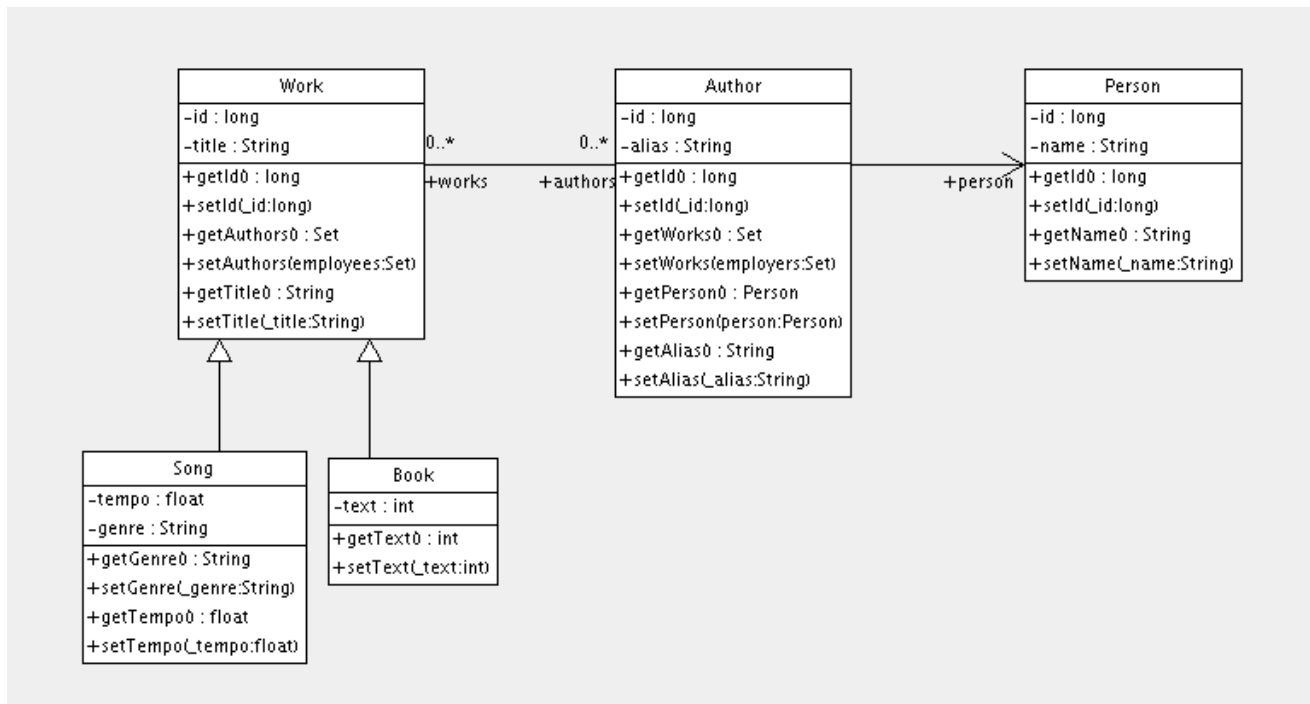 Work
-id : long
-title : String
+getId() : long
+setId(_id:long)
+getAuthors() : Set
+setAuthors(employees:Set)
+getTitle() : String
+setTitle(_title:String)
0..*
+works
0..*
+authors
Author
-id : long
-alias : String
+getId() : long
+setId(_id:long)
+getWorks() : Set
+setWorks(employers:Set)
+getPerson() : Person
+setPerson(person:Person)
+getAlias() : String
+setAlias(_alias:String)
+person
Person
-id : long
-name : String
+getId() : long
+setId(_id:long)
+getName() : String
+setName(_name:String)
Song
-tempo : float
-genre : String
+getGenre() : String
+setGenre(_genre:String)
+getTempo() : float
+setTempo(_tempo:float)
Book
-text : int
+getText() : int
+setText(_text:int)